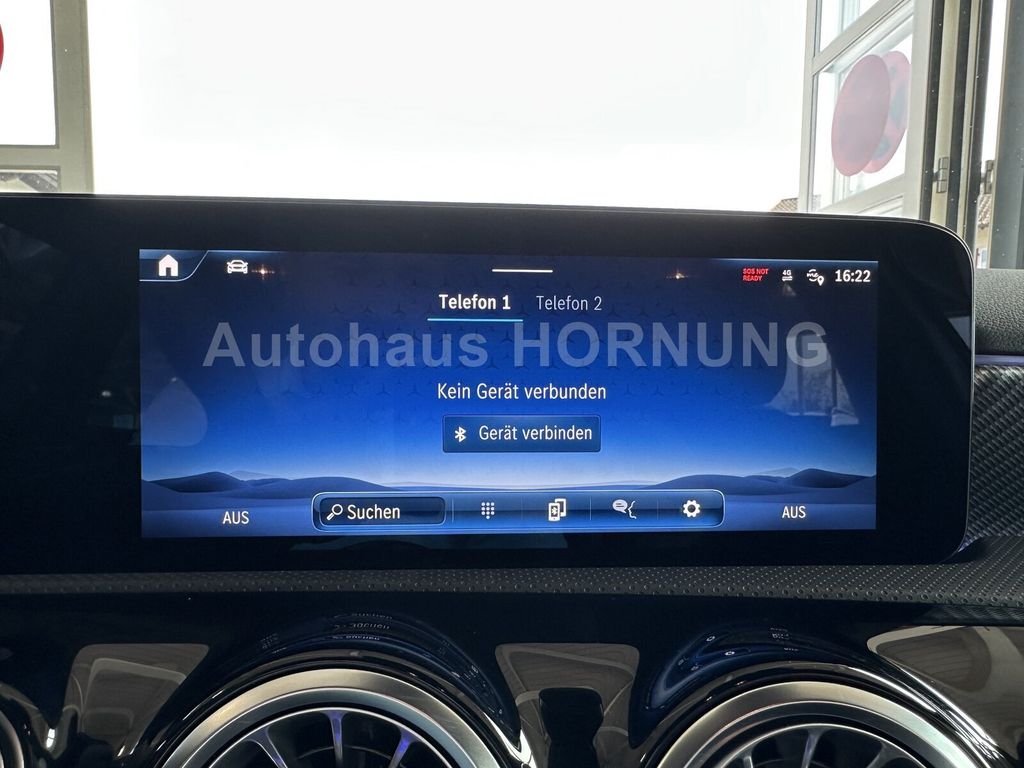 SOS NOT
READY
4G
16:22
Telefon 1
Telefon 2
Autohaus HORNUNG
Kein Gerät verbunden
Gerät verbinden
AUS
Suchen
AUS